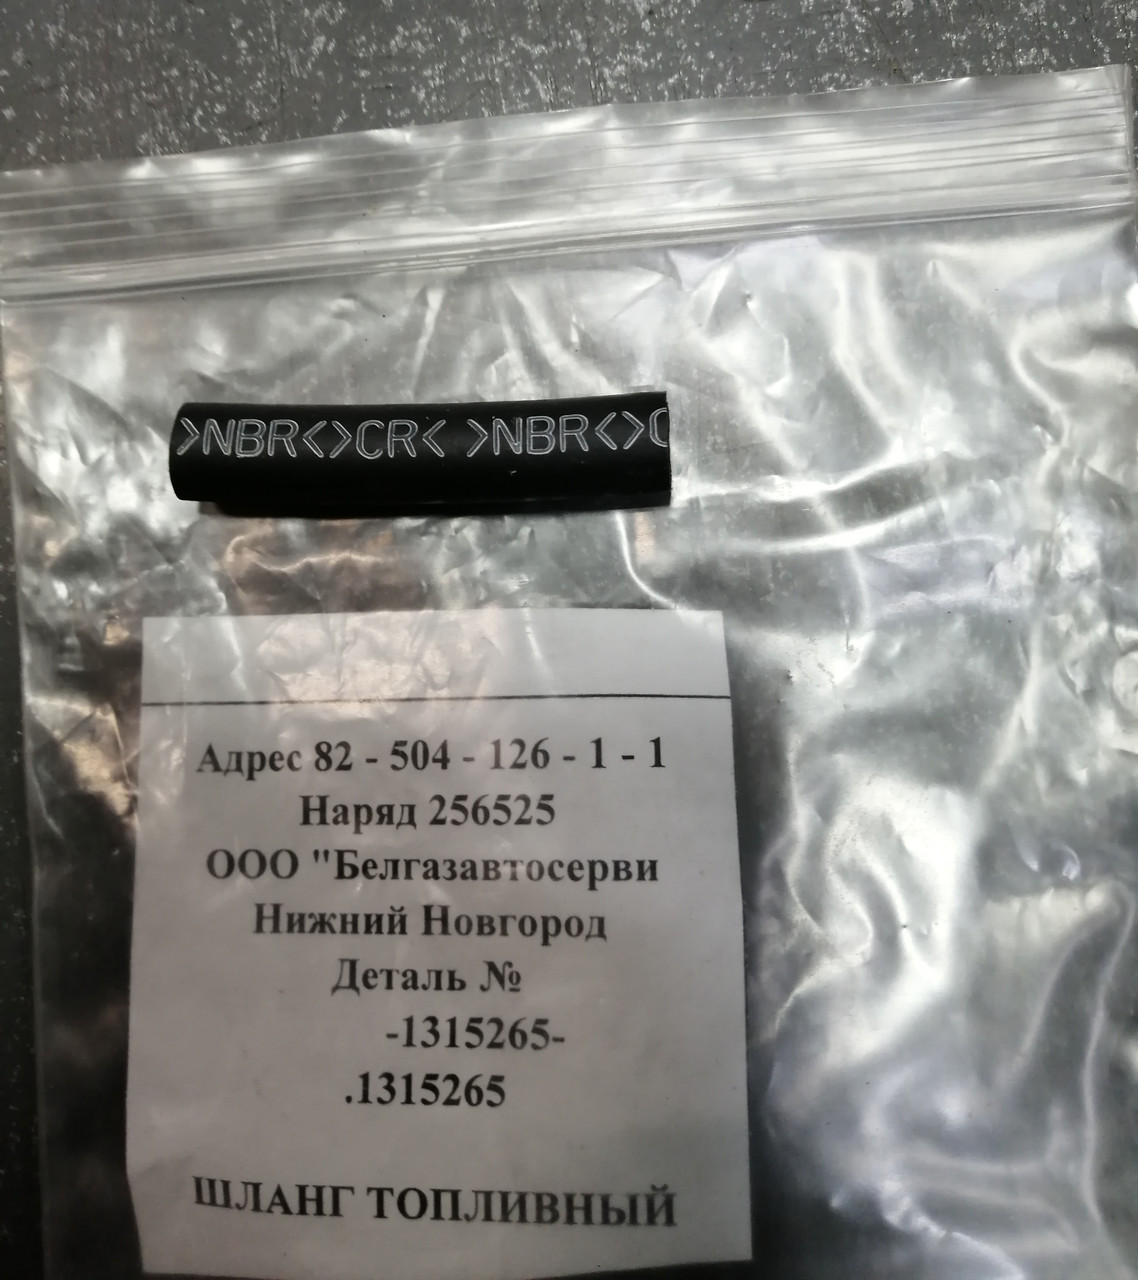 >NBR<>CR< >NBR<>C
Адрес 82 - 504 - 126 - 1 - 1
Наряд 256525
ООО "Белгазавтосерви
Нижний Новгород
Деталь №
-1315265-
.1315265
ШЛАНГ ТОПЛИВНЫЙ